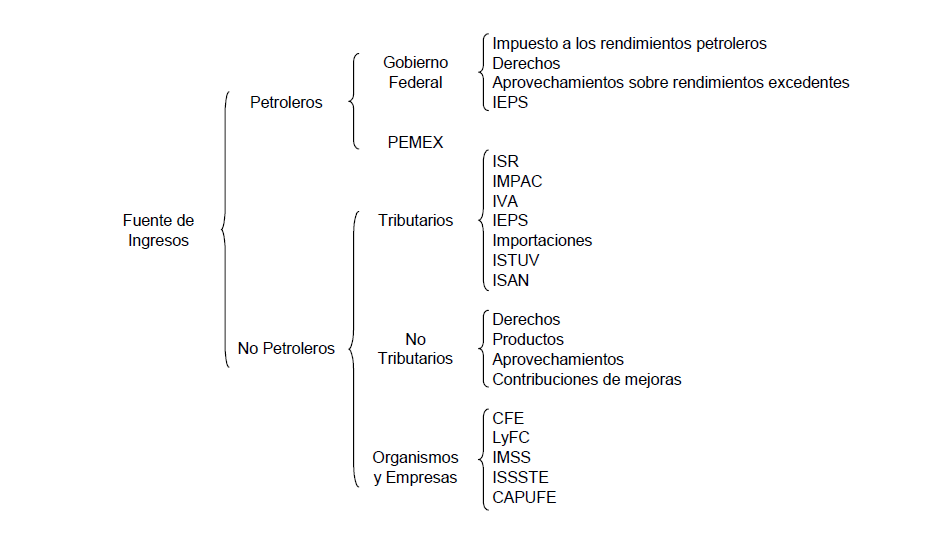 Fuente de
Ingresos
Petroleros
Gobierno
Federal
Impuesto a los rendimientos petroleros
Derechos
Aprovechamientos sobre rendimientos excedentes
IEPS
PEMEX
No Petroleros
Tributarios
ISR
IMPAC
IVA
IEPS
Importaciones
ISTUV
ISAN
No
Tributarios
Derechos
Productos
Aprovechamientos
Contribuciones de mejoras
Organismos
y Empresas
CFE
LyFC
IMSS
ISSSTE
CAPUFE